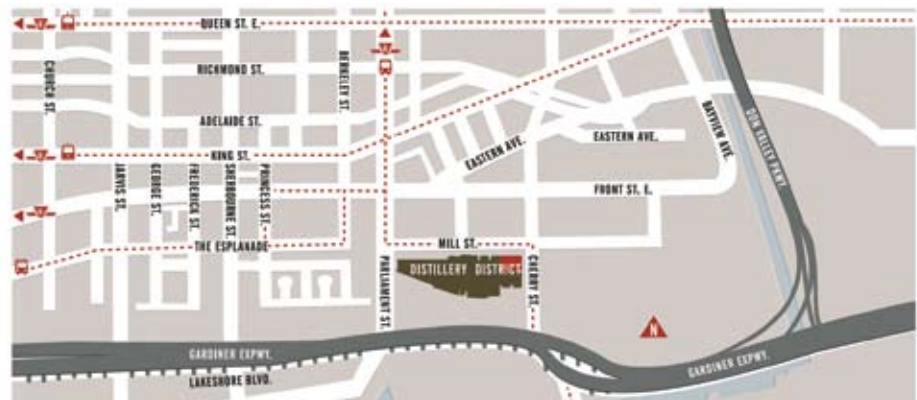 QUEEN ST. E.
RICHMOND ST.
CHURCH ST.
BERKELEY ST.
ADELAIDE ST.
KING ST.
EASTERN AVE.
EASTERN AVE.
BAYVIEW AVE.
DON VALLEY PKWY.
JARVIS ST.
GEORGE ST.
FREDERICK ST.
SHERBOURNE ST.
PRINCESS ST.
FRONT ST. E.
THE ESPLANADE
MILL ST.
PARLIAMENT ST.
DISTILLERY DISTRICT
CHERRY ST.
N
GARDINER EXPWY.
GARDINER EXPWY.
LAKESHORE BLVD.